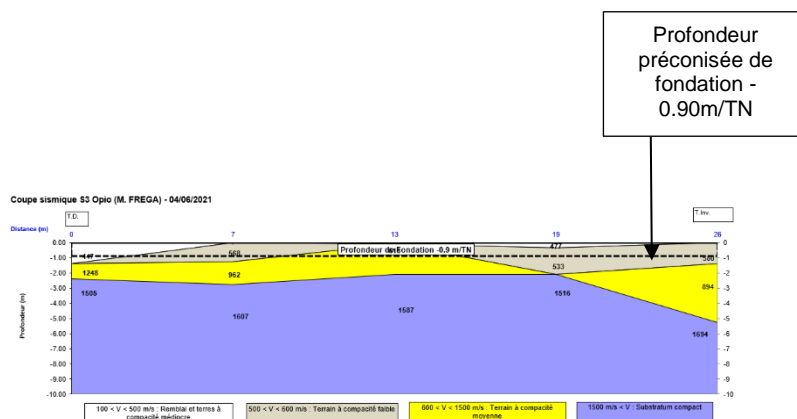 Profondeur
préconisée de
fondation -
0.90m/TN
Coupe sismique S3 Opio (M. FREGA) - 04/06/2021
T.D.
T.Inv.
Distance (m)
0 7 13 19 26
0.00 0
-1.00 -1
-2.00 -2
-3.00 -3
-4.00 -4
-5.00 -5
-6.00 -6
-7.00 -7
-8.00 -8
-9.00 -9
-10.00 -10
Profondeur (m)
Profondeur de Fondation -0.9 m/TN
477
568
533
580
1248
962
894
1505
1607
1587
1516
1694
100 < V < 500 m/s : Remblai et terres à
compacité médiocre
500 < V < 600 m/s : Terrain à compacité faible
600 < V < 1500 m/s : Terrain à compacité
moyenne
1500 m/s < V : Substratum compact